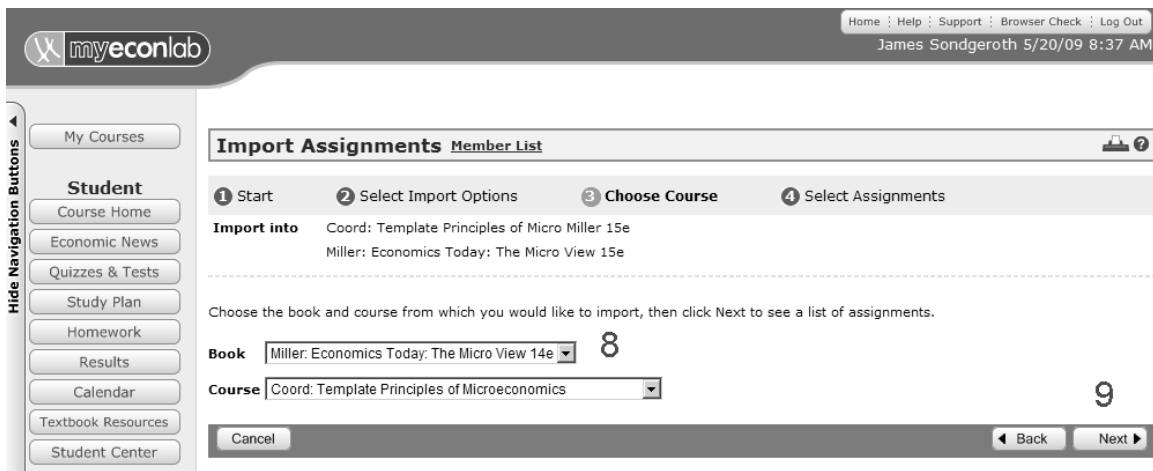 Home Help Support Browser Check Log Out
myeconlab
James Sondgeroth 5/20/09 8:37 AM
Hide Navigation Buttons
My Courses
Student
Course Home
Economic News
Quizzes & Tests
Study Plan
Homework
Results
Calendar
Textbook Resources
Student Center
Import Assignments Member List
?
1 Start 2 Select Import Options 3 Choose Course 4 Select Assignments
Import into Coord: Template Principles of Micro Miller 15e
Miller: Economics Today: The Micro View 15e
Choose the book and course from which you would like to import, then click Next to see a list of assignments.
Book Miller: Economics Today: The Micro View 14e 8
Course Coord: Template Principles of Microeconomics
9
Cancel Back Next